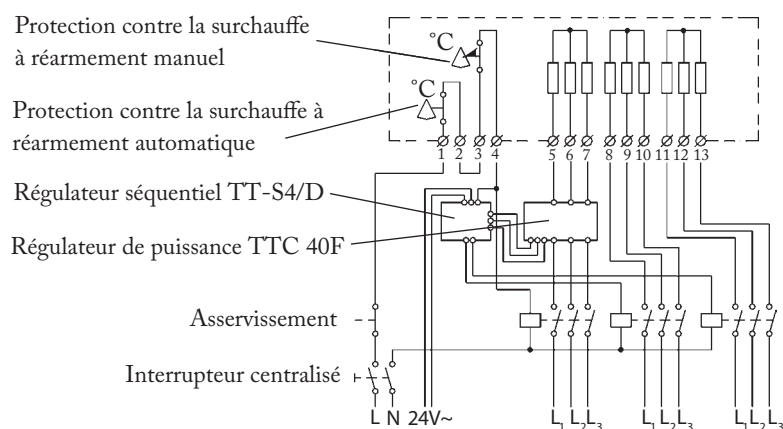 Protection contre la surchauffe
à réarmement manuel
°C
°C
Protection contre la surchauffe à
réarmement automatique
1 2 3 4 5 6 7 8 9 10 11 12 13
Régulateur séquentiel TT-S4/D
Régulateur de puissance TTC 40F
Asservissement
Interrupteur centralisé
L N 24V~ L1 L2 L3 L1 L2 L3 L1 L2 L3